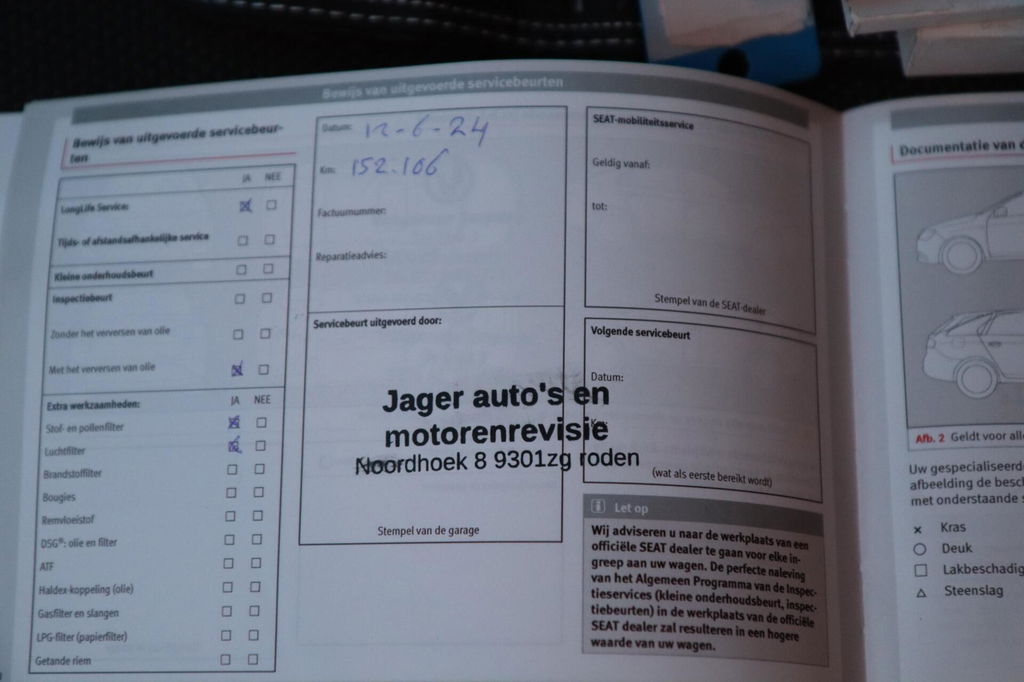 Bewijs van uitgevoerde servicebeurten
Bewijs van uitgevoerde servicebeur-
ten
JA NEE
LongLife Service:
Tijds- of afstandsafhankelijke service
Kleine onderhoudsbeurt
Inspectiebeurt
Zonder het verversen van olie
Met het verversen van olie
Extra werkzaamheden: JA NEE
Stof- en pollenfilter
Luchtfilter
Brandstoffilter
Bougies
Remvloeistof
DSG®: olie en filter
ATF
Haldex-koppeling (olie)
Gasfilter en slangen
LPG-filter (papierfilter)
Getande riem
Datum: 12-6-24
Km: 152.106
Factuurnummer:
Reparatieadvies:
Servicebeurt uitgevoerd door:
Jager auto's en
motorenrevisie
Noordhoek 8 9301zg roden
Stempel van de garage
SEAT-mobiliteitsservice
Geldig vanaf:
tot:
Stempel van de SEAT-dealer
Volgende servicebeurt
Datum:
(wat als eerste bereikt wordt)
Let op
Wij adviseren u naar de werkplaats van een
officiële SEAT dealer te gaan voor elke in-
greep aan uw wagen. De perfecte naleving
van het Algemeen Programma van de Inspec-
tieservices (kleine onderhoudsbeurt, inspec-
tiebeurten) in de werkplaats van de officiële
SEAT dealer zal resulteren in een hogere
waarde van uw wagen.
Documentatie van
Afb. 2 Geldt voor
Uw
afbeelding de
met onderstaande
Kras
Deuk
Steenslag